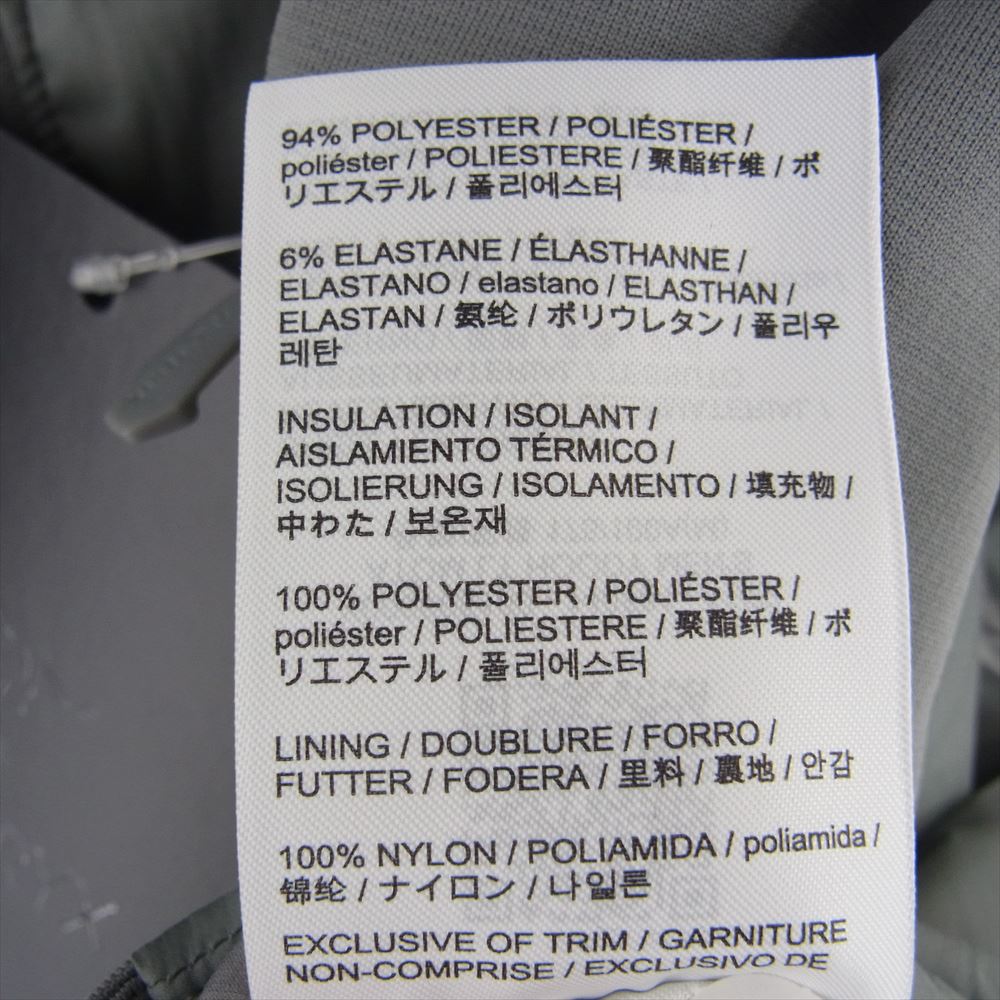 94% POLYESTER / POLIÉSTER /
poliéster / POLIESTERE / 聚酯纤维 / ポ
リエステル / 폴리에스터
6% ELASTANE / ÉLASTHANNE /
ELASTANO / elastano / ELASTHAN /
ELASTAN / 氨纶 / ポリウレタン / 폴리우
레탄
INSULATION / ISOLANT /
AISLAMIENTO TÉRMICO /
ISOLIERUNG / ISOLAMENTO / 填充物 /
中わた / 보온재
100% POLYESTER / POLIÉSTER /
poliéster / POLIESTERE / 聚酯纤维 / ポ
リエステル / 폴리에스터
LINING / DOUBLURE / FORRO /
FUTTER / FODERA / 里料 / 裏地 / 안감
100% NYLON / POLIAMIDA / poliamida /
锦纶 / ナイロン / 나일론
EXCLUSIVE OF TRIM / GARNITURE
NON-COMPRISE / EXCLUSIVO DE